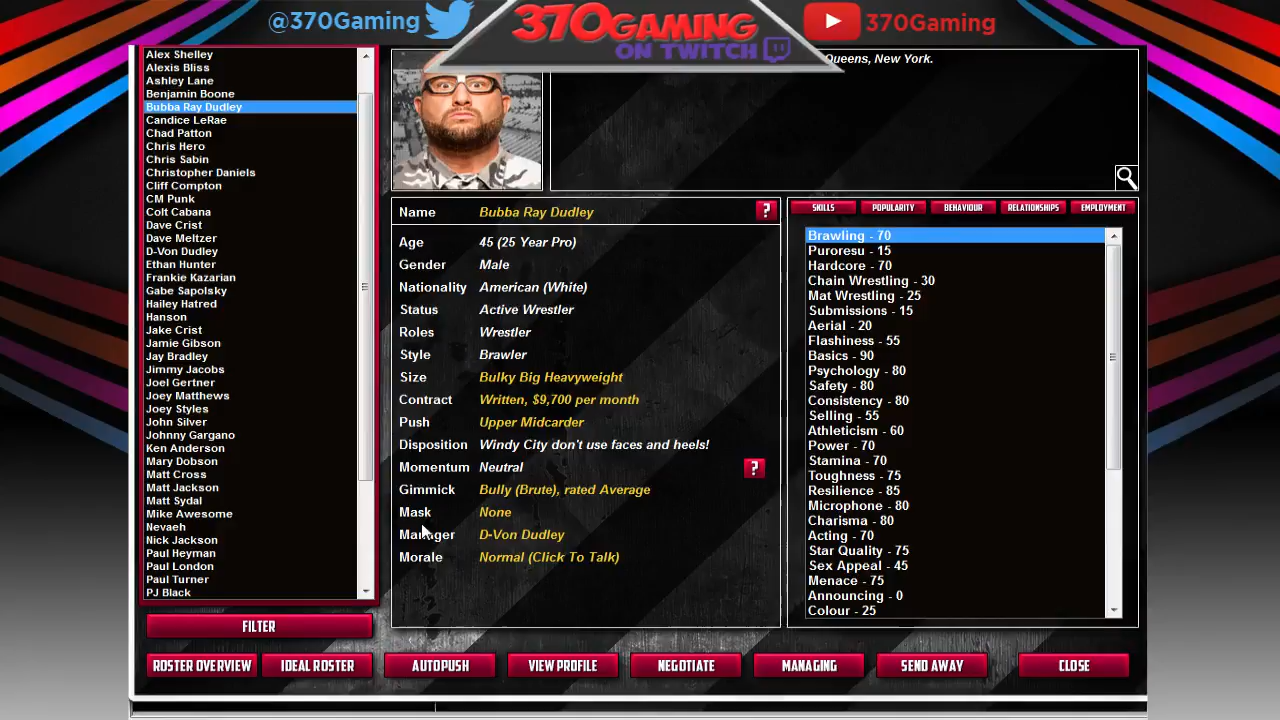 @370Gaming
370GAMING
ON TWITCH
370Gaming
Alex Shelley
Alexis Bliss
Ashley Lane
Benjamin Boone
Bubba Ray Dudley
Candice LeRae
Chad Patton
Chris Hero
Chris Sabin
Christopher Daniels
Cliff Compton
CM Punk
Colt Cabana
Dave Crist
Dave Meltzer
D-Von Dudley
Ethan Hunter
Frankie Kazarian
Gabe Sapolsky
Hailey Hatred
Hanson
Jake Crist
Jamie Gibson
Jay Bradley
Jimmy Jacobs
Joel Gertner
Joey Matthews
Joey Styles
John Silver
Johnny Gargano
Ken Anderson
Mary Dobson
Matt Cross
Matt Jackson
Matt Sydal
Mike Awesome
Nevaeh
Nick Jackson
Paul Heyman
Paul London
Paul Turner
PJ Black
FILTER
Queens, New York.
Name Bubba Ray Dudley ?
Age 45 (25 Year Pro)
Gender Male
Nationality American (White)
Status Active Wrestler
Roles Wrestler
Style Brawler
Size Bulky Big Heavyweight
Contract Written, $9,700 per month
Push Upper Midcarder
Disposition Windy City don't use faces and heels!
Momentum Neutral ?
Gimmick Bully (Brute), rated Average
Mask None
Manager D-Von Dudley
Morale Normal (Click To Talk)
SKILLS POPULARITY BEHAVIOUR RELATIONSHIPS EMPLOYMENT
Brawling - 70
Puroresu - 15
Hardcore - 70
Chain Wrestling - 30
Mat Wrestling - 25
Submissions - 15
Aerial - 20
Flashiness - 55
Basics - 90
Psychology - 80
Safety - 80
Consistency - 80
Selling - 55
Athleticism - 60
Power - 70
Stamina - 70
Toughness - 75
Resilience - 85
Microphone - 80
Charisma - 80
Acting - 70
Star Quality - 75
Sex Appeal - 45
Menace - 75
Announcing - 0
Colour - 25
ROSTER OVERVIEW IDEAL ROSTER AUTOPUSH VIEW PROFILE NEGOTIATE MANAGING SEND AWAY CLOSE